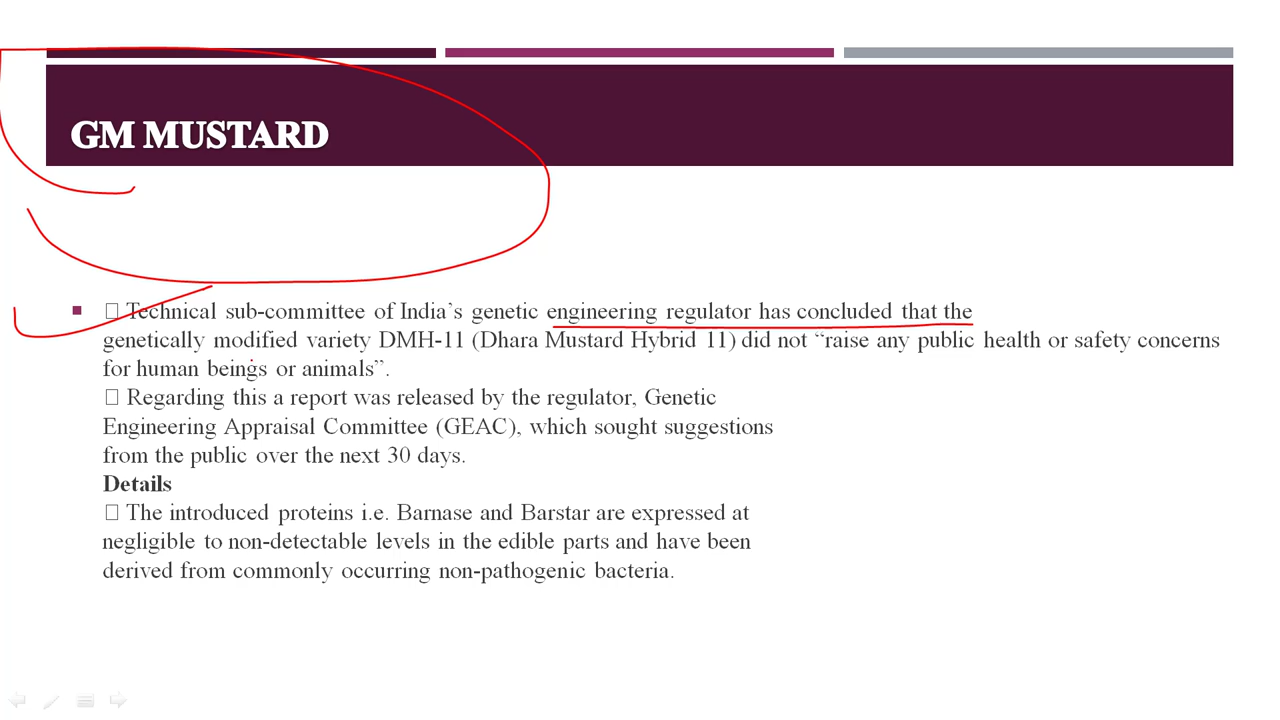 GM MUSTARD
Technical sub-committee of India’s genetic engineering regulator has concluded that the
genetically modified variety DMH-11 (Dhara Mustard Hybrid 11) did not “raise any public health or safety concerns
for human beings or animals”.
Regarding this a report was released by the regulator, Genetic
Engineering Appraisal Committee (GEAC), which sought suggestions
from the public over the next 30 days.
Details
The introduced proteins i.e. Barnase and Barstar are expressed at
negligible to non-detectable levels in the edible parts and have been
derived from commonly occurring non-pathogenic bacteria.